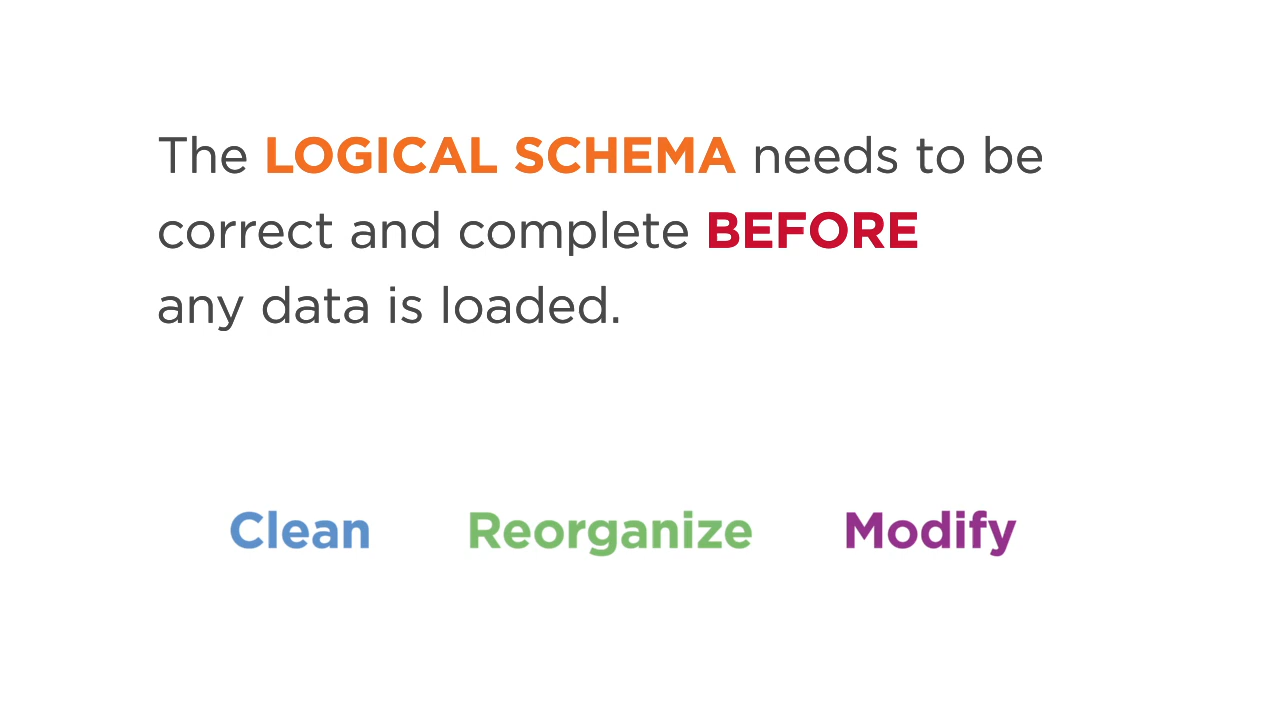 The LOGICAL SCHEMA needs to be
correct and complete BEFORE
any data is loaded.
Clean Reorganize Modify